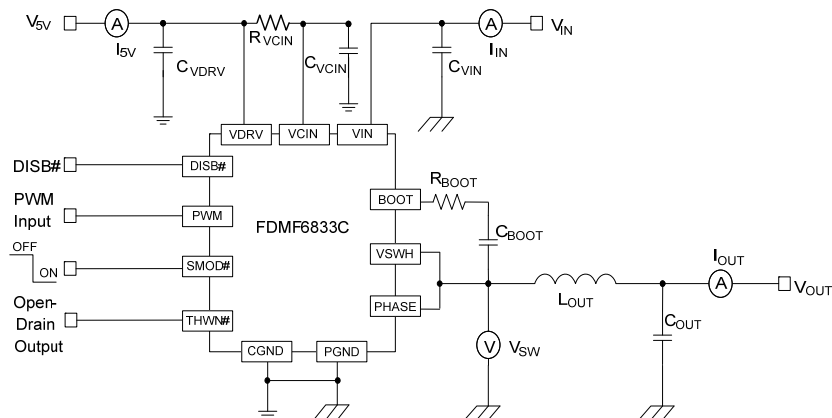 V5V
A
I5V
CVDRV
RVCIN
CVCIN
CVIN
A
IIN
VIN
VDRV
VCIN
VIN
DISB#
DISB#
PWM
Input
PWM
FDMF6833C
BOOT
RBOOT
CBOOT
OFF
ON
SMOD#
VSWH
IOUT
A
VOUT
LOUT
PHASE
Open-
Drain
Output
THWN#
COUT
V
VSW
CGND
PGND